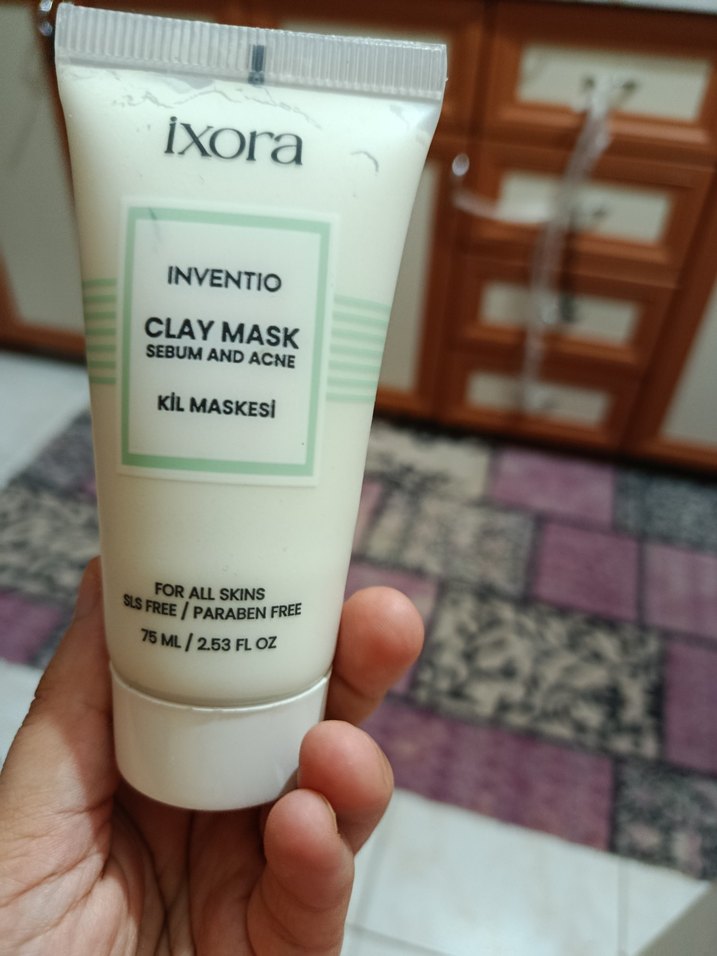 ixora
INVENTIO
CLAY MASK
SEBUM AND ACNE
KİL MASKESİ
FOR ALL SKINS
SLS FREE / PARABEN FREE
75 ML / 2.53 FL OZ